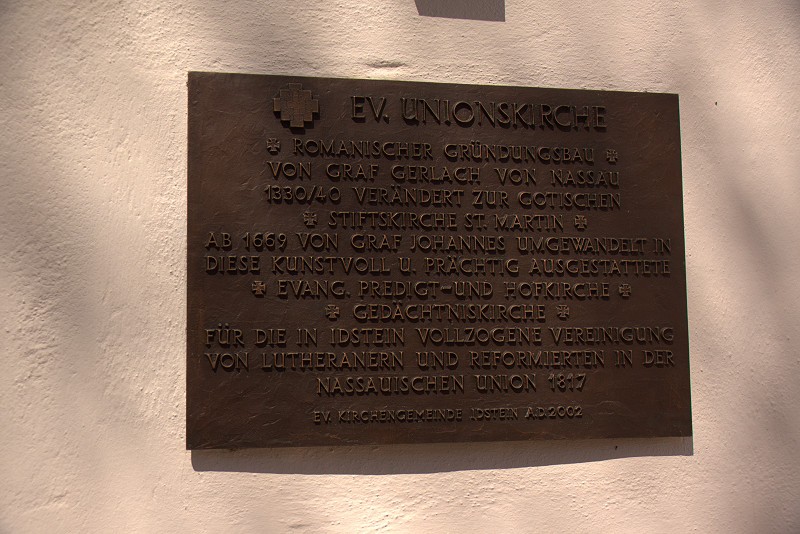 EV. UNIONSKIRCHE
ROMANISCHER GRÜNDUNGSBAU
VON GRAF GERLACH VON NASSAU
1330/40 VERÄNDERT ZUR GOTISCHEN
STIFTSKIRCHE ST. MARTIN
AB 1669 VON GRAF JOHANNES UMGEWANDELT IN
DIESE KUNSTVOLL U. PRÄCHTIG AUSGESTATTETE
EVANG. PREDIGT-UND HOFKIRCHE
GEDÄCHTNISKIRCHE
FÜR DIE IN IDSTEIN VOLLZOGENE VEREINIGUNG
VON LUTHERANERN UND REFORMIERTEN IN DER
NASSAUISCHEN UNION 1817
EV. KIRCHENGEMEINDE IDSTEIN A.D.2002